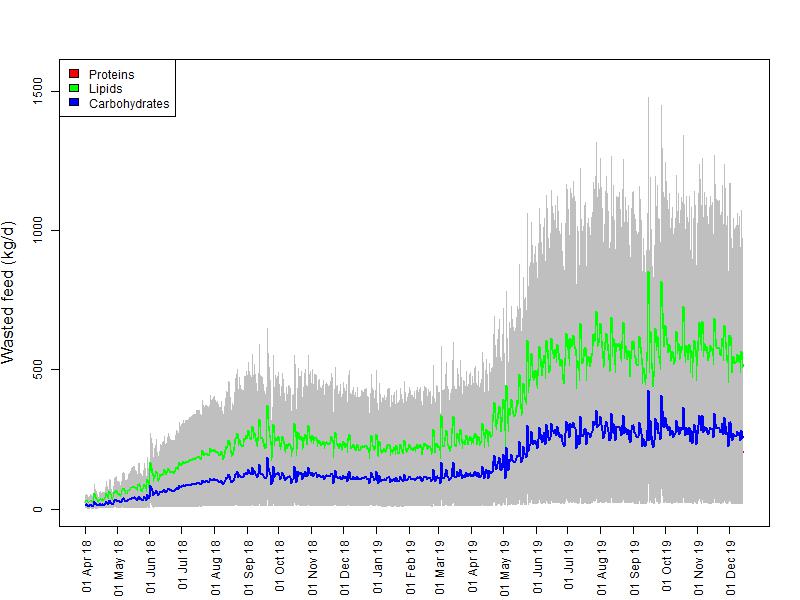 Proteins
Lipids
Carbohydrates
Wasted feed (kg/d)
1500
1000
500
0
01 Apr 18
01 May 18
01 Jun 18
01 Jul 18
01 Aug 18
01 Sep 18
01 Oct 18
01 Nov 18
01 Dec 18
01 Jan 19
01 Feb 19
01 Mar 19
01 Apr 19
01 May 19
01 Jun 19
01 Jul 19
01 Aug 19
01 Sep 19
01 Oct 19
01 Nov 19
01 Dec 19